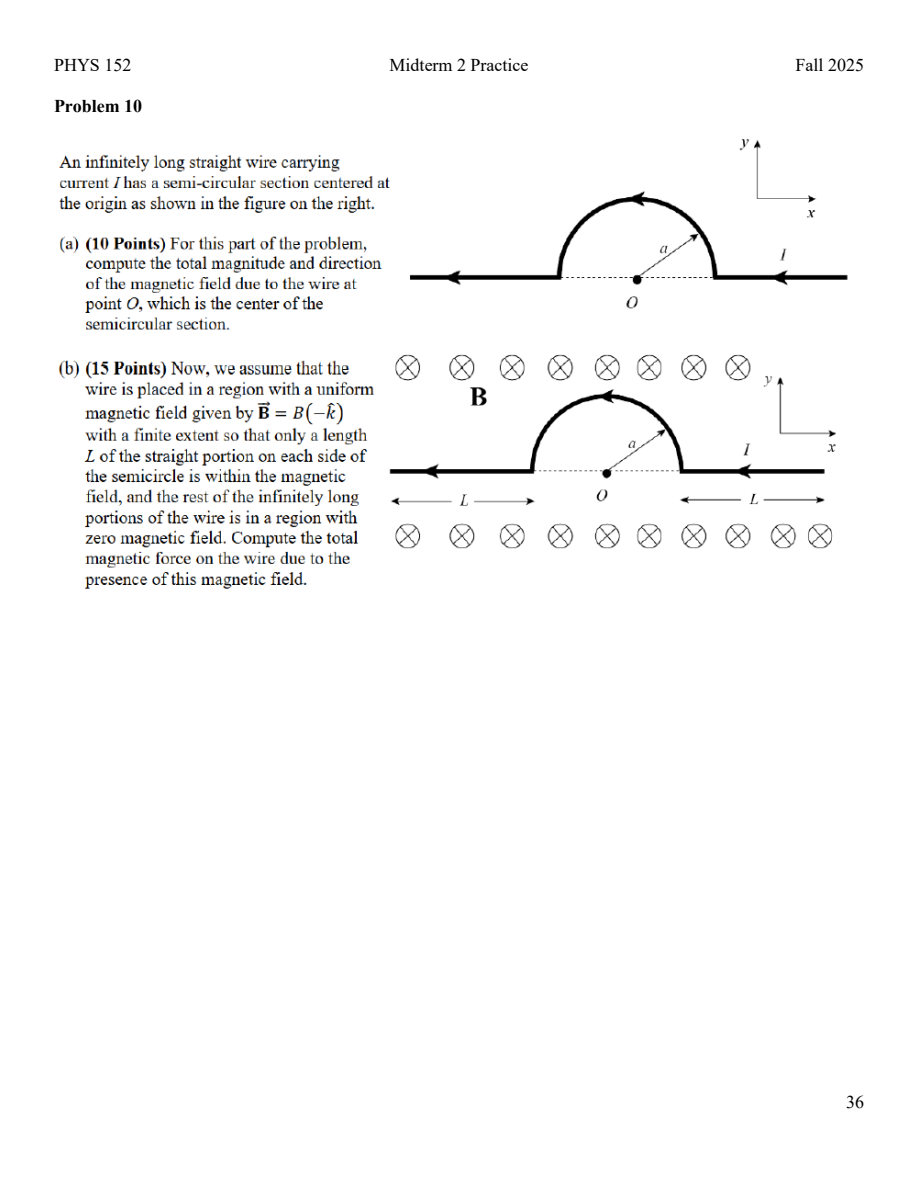 PHYS 152 Midterm 2 Practice Fall 2025
Problem 10
An infinitely long straight wire carrying
current I has a semi-circular section centered at
the origin as shown in the figure on the right.
(a) (10 Points) For this part of the problem,
compute the total magnitude and direction
of the magnetic field due to the wire at
point O, which is the center of the
semicircular section.
y
x
a
I
O
(b) (15 Points) Now, we assume that the
wire is placed in a region with a uniform
magnetic field given by B⃗ = B(−k̂)
with a finite extent so that only a length
L of the straight portion on each side of
the semicircle is within the magnetic
field, and the rest of the infinitely long
portions of the wire is in a region with
zero magnetic field. Compute the total
magnetic force on the wire due to the
presence of this magnetic field.
B
y
x
a
I
L
O
L
36